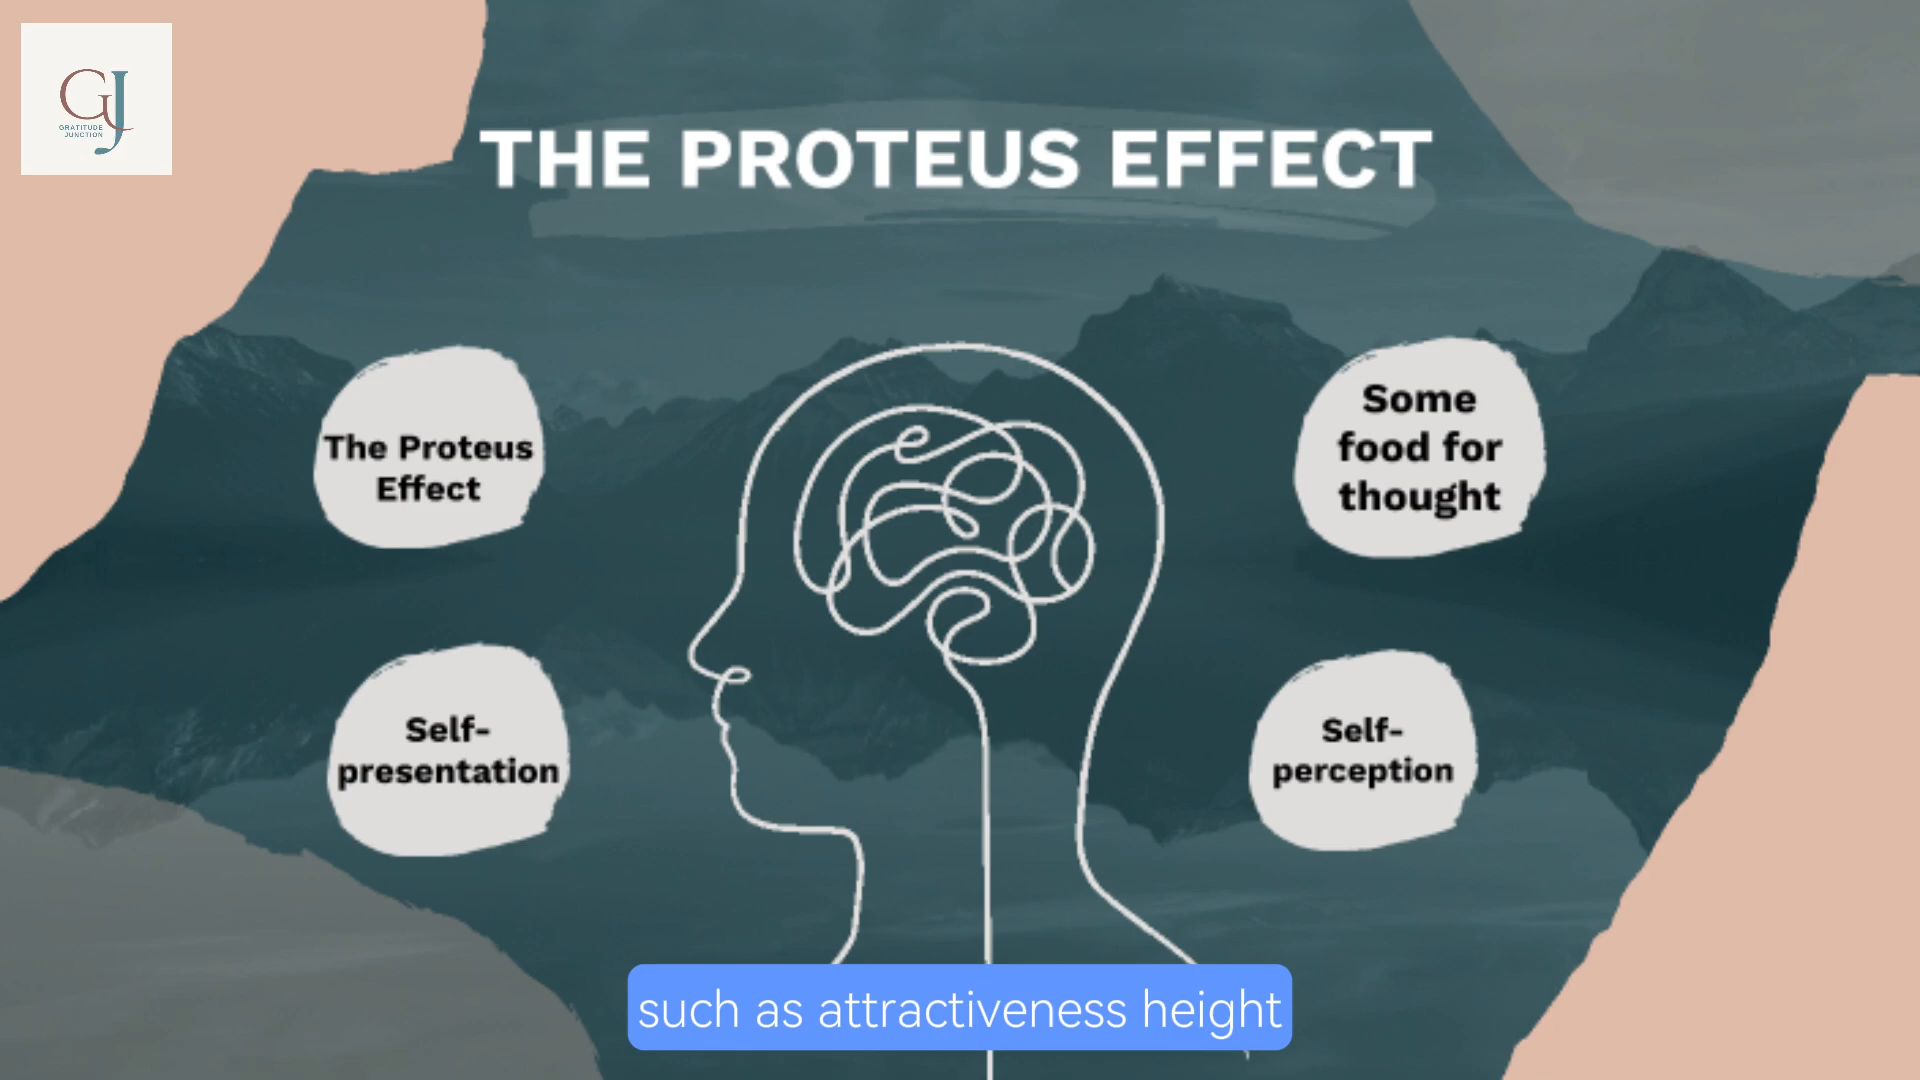 GJ
GRATITUDE
JUNCTION
THE PROTEUS EFFECT
The Proteus
Effect
Some
food for
thought
Self-
presentation
Self-
perception
such as attractiveness height